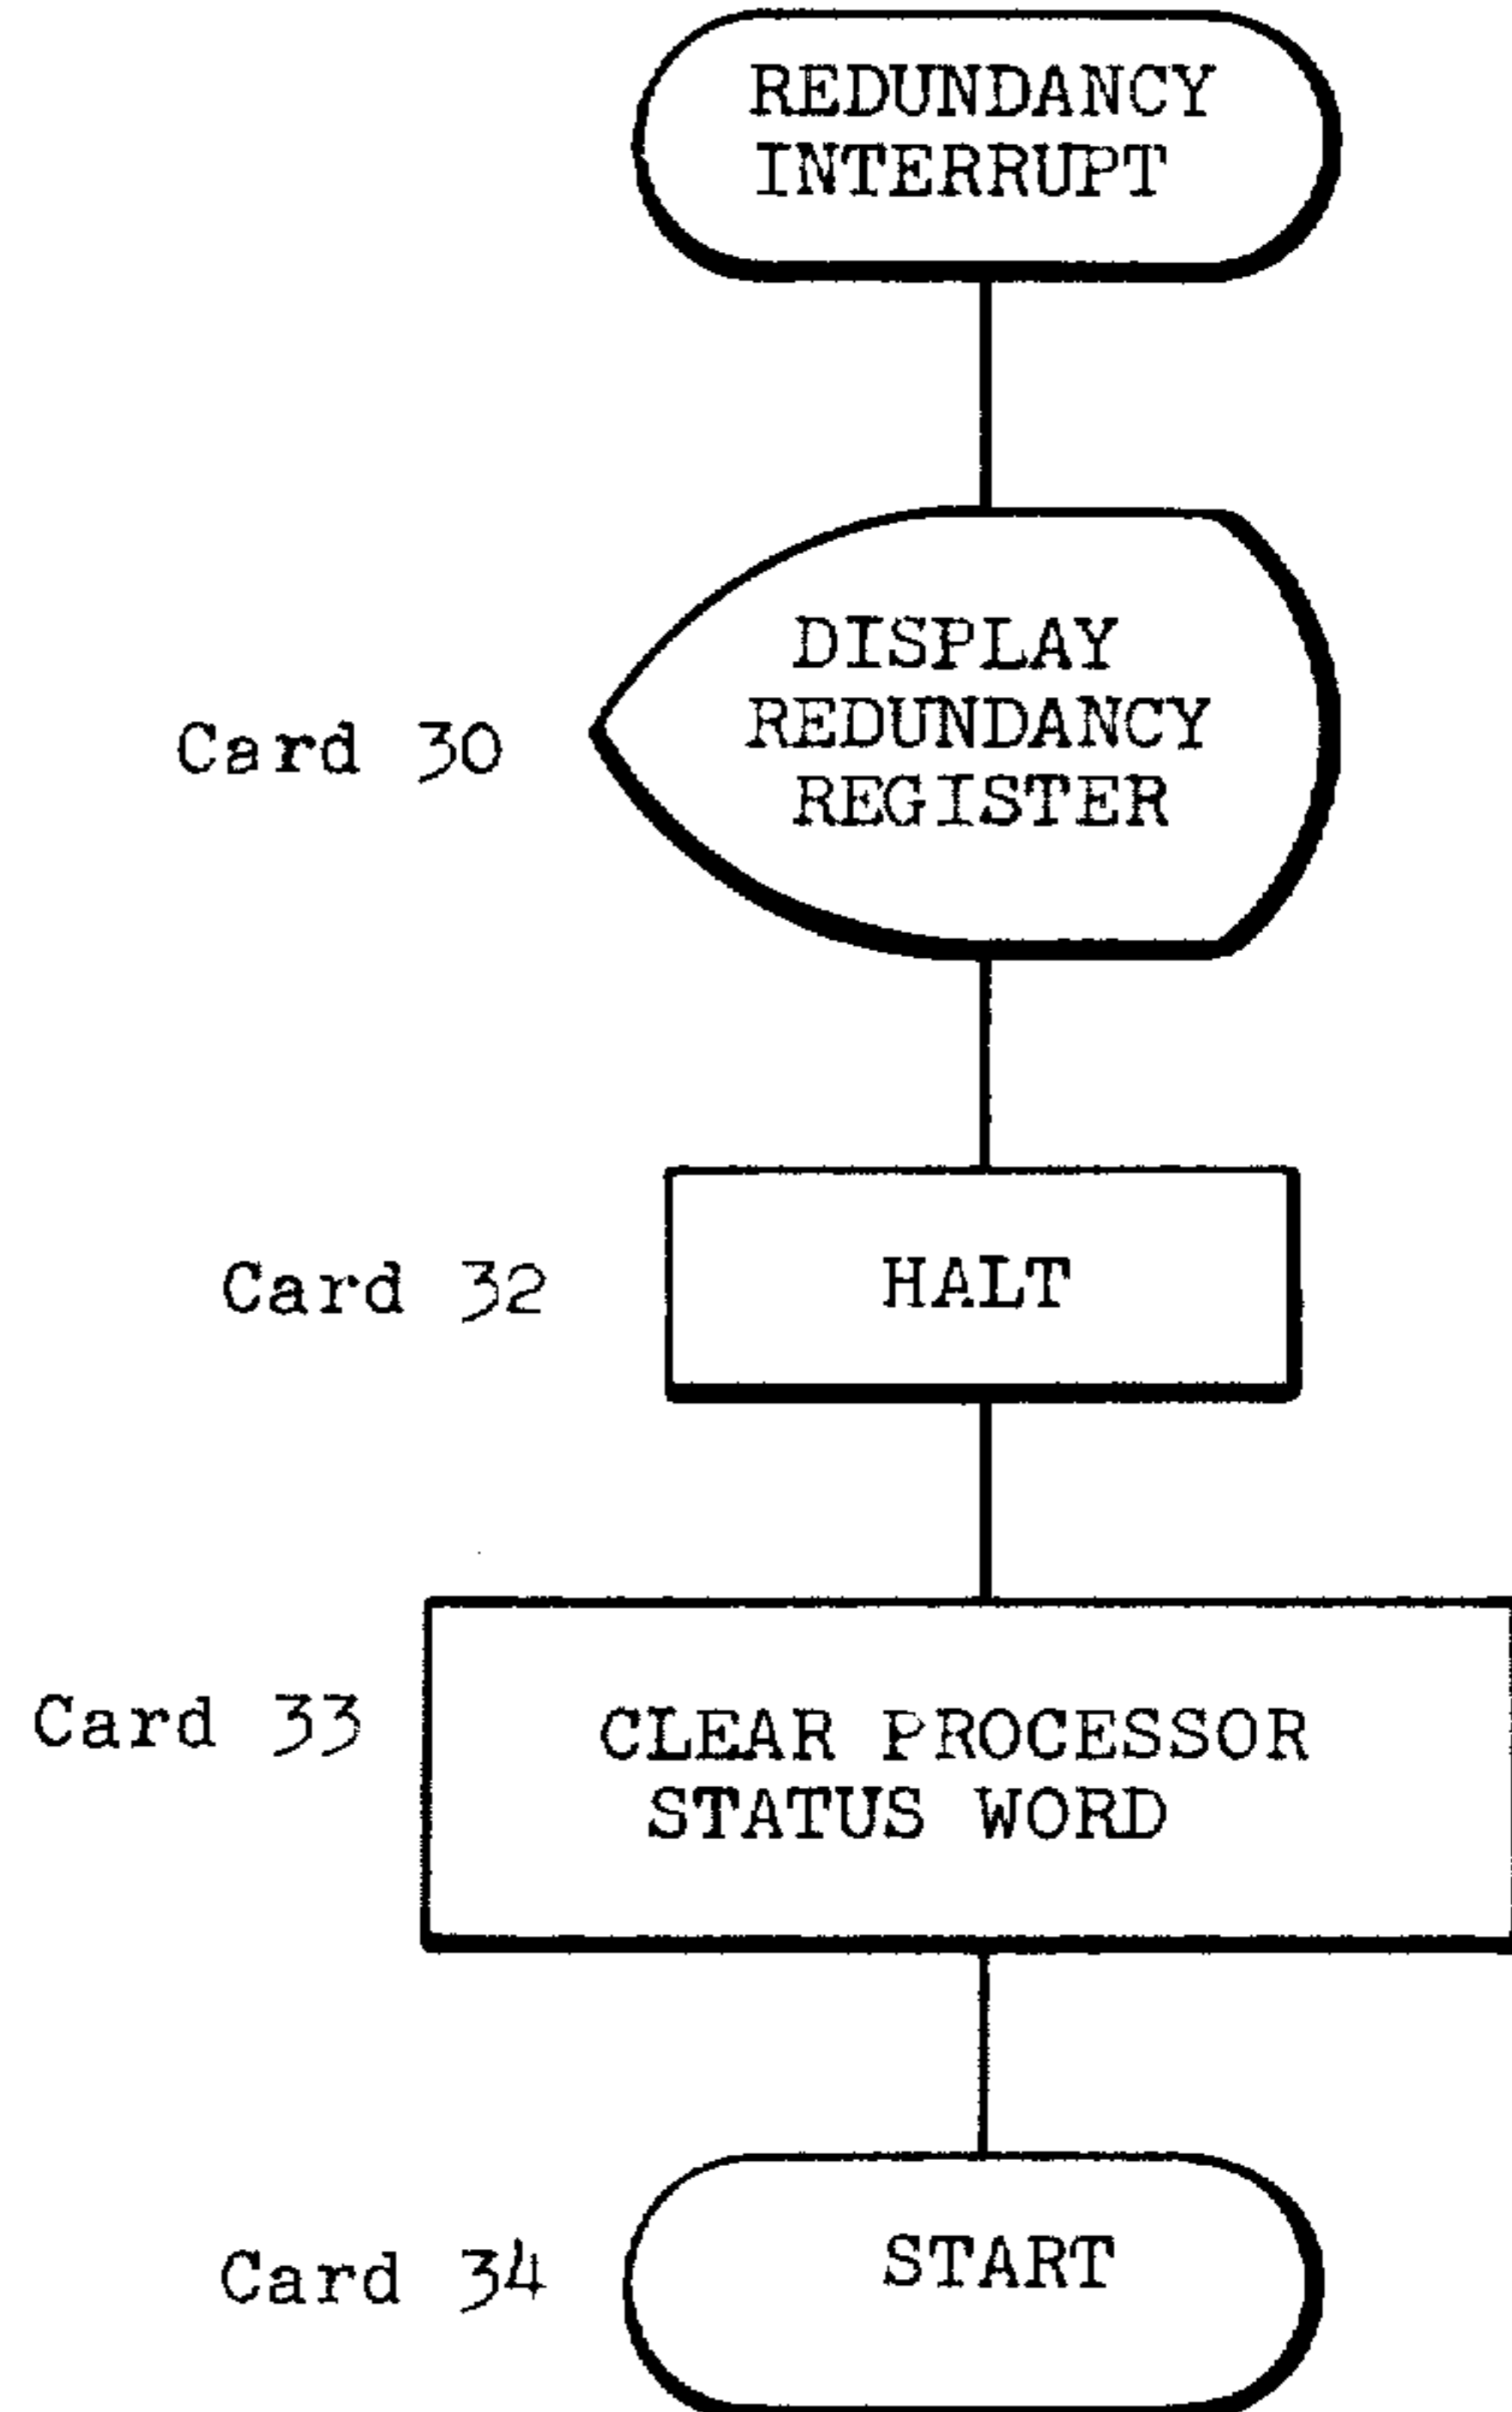 REDUNDANCY
INTERRUPT
Card 30
DISPLAY
REDUNDANCY
REGISTER
Card 32
HALT
Card 33
CLEAR PROCESSOR
STATUS WORD
Card 34
START